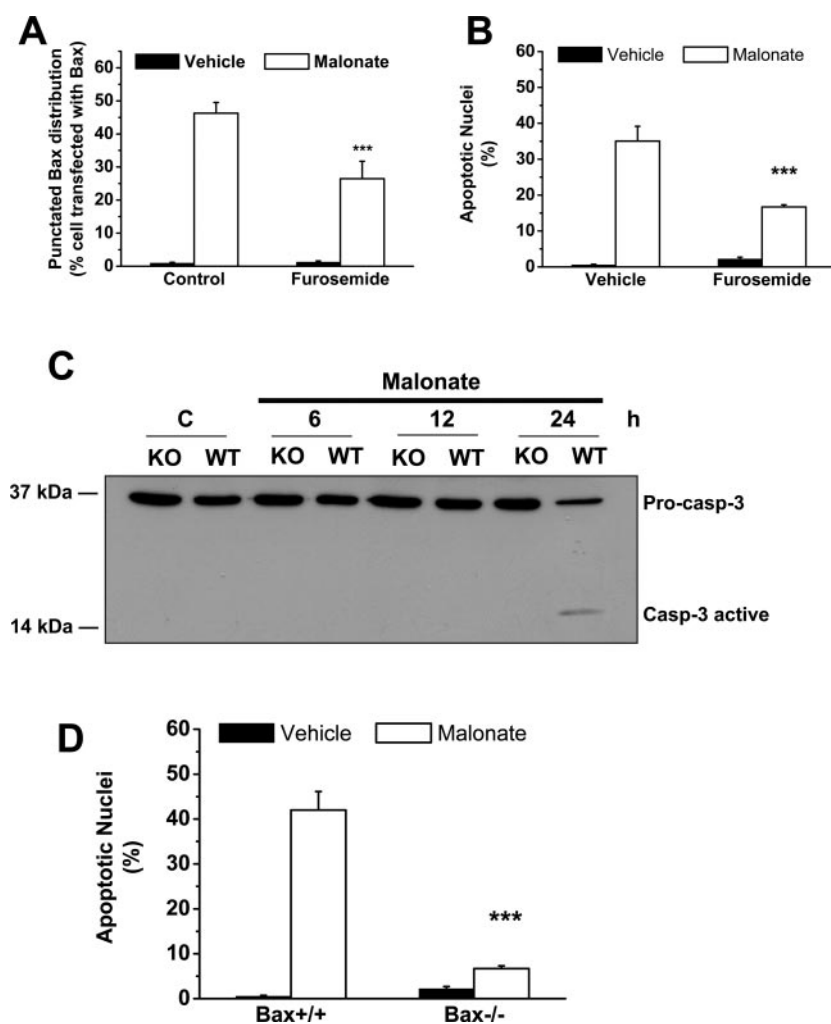 A
Vehicle Malonate
Punctated Bax distribution
(% cell transfected with Bax)
60
50
40
30
20
10
0
***
Control Furosemide
B
Vehicle Malonate
Apoptotic Nuclei
(%)
60
50
40
30
20
10
0
***
Vehicle Furosemide
C
Malonate
C 6 12 24 h
KO WT KO WT KO WT KO WT
37 kDa
Pro-casp-3
14 kDa
Casp-3 active
D
Vehicle Malonate
Apoptotic Nuclei
(%)
60
50
40
30
20
10
0
***
Bax+/+ Bax-/-